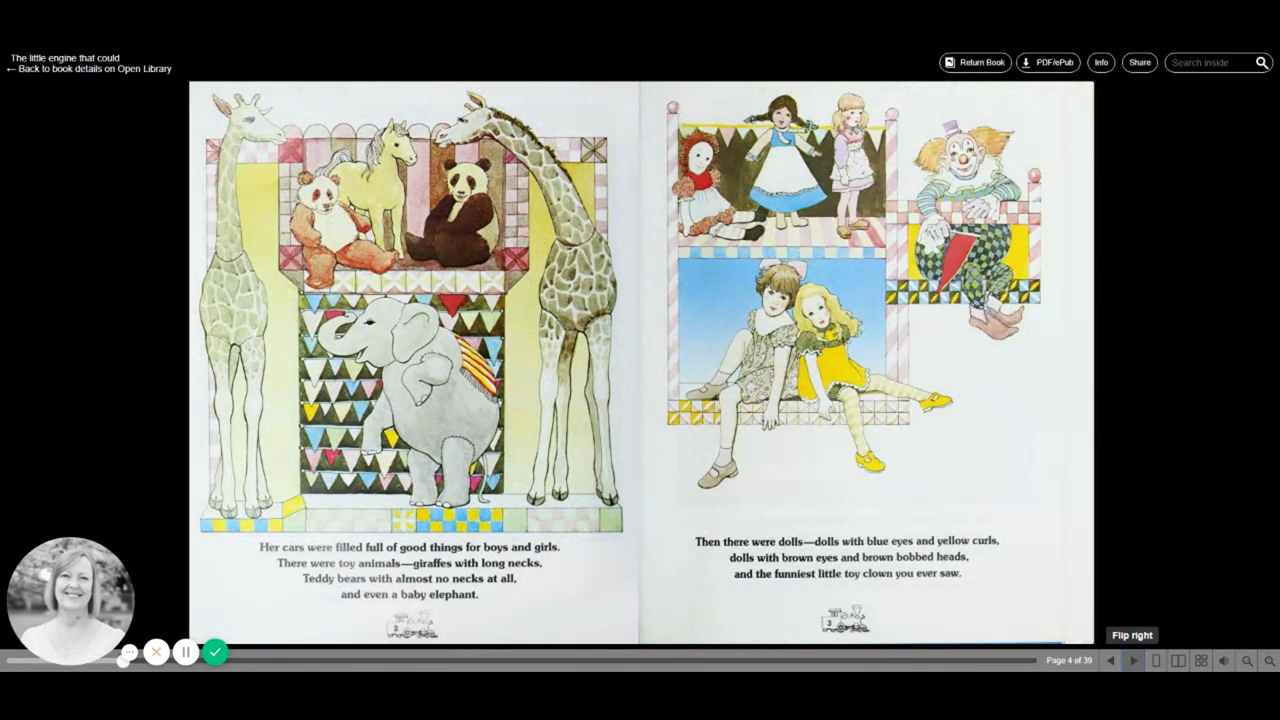 The little engine that could
← Back to book details on Open Library
Return Book
PDF/ePub
Info
Share
Search inside
Her cars were filled full of good things for boys and girls.
There were toy animals—giraffes with long necks,
Teddy bears with almost no necks at all,
and even a baby elephant.
2
Then there were dolls—dolls with blue eyes and yellow curls,
dolls with brown eyes and brown bobbed heads,
and the funniest little toy clown you ever saw.
3
Flip right
Page 4 of 39